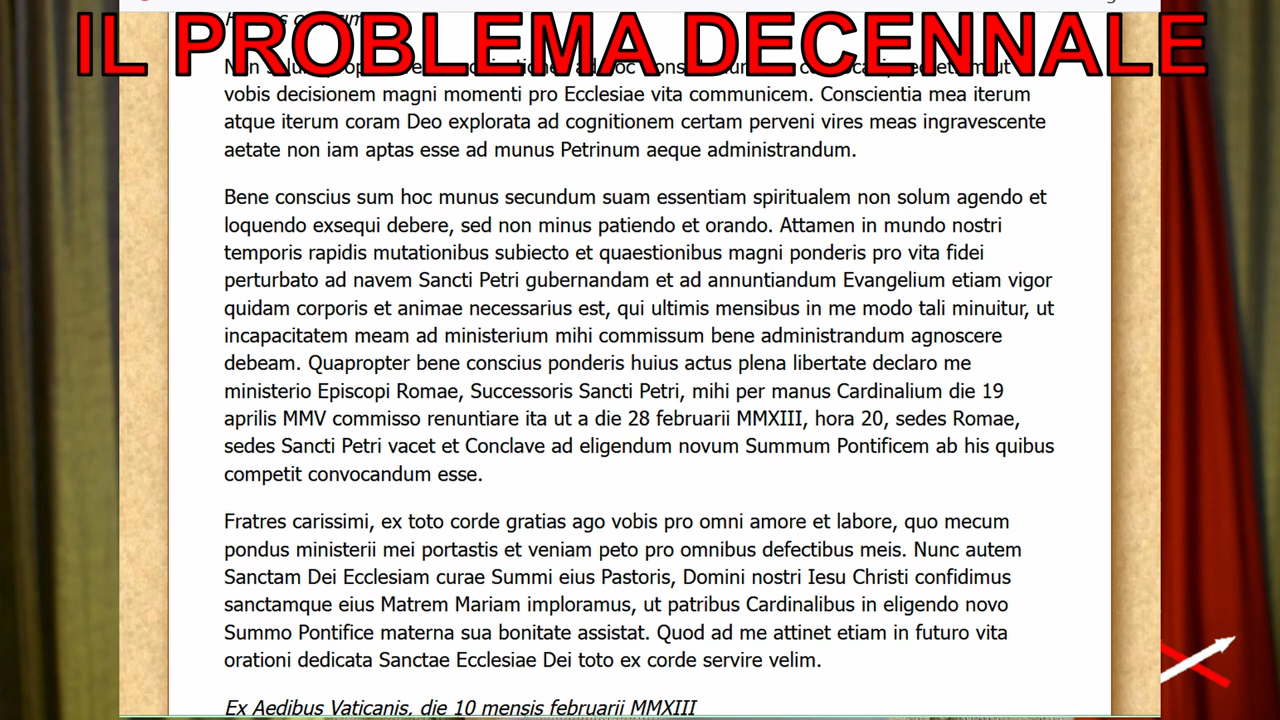 IL PROBLEMA DECENNALE
vobis decisionem magni momenti pro Ecclesiae vita communicem. Conscientia mea iterum
atque iterum coram Deo explorata ad cognitionem certam perveni vires meas ingravescente
aetate non iam aptas esse ad munus Petrinum aeque administrandum.
Bene conscius sum hoc munus secundum suam essentiam spiritualem non solum agendo et
loquendo exsequi debere, sed non minus patiendo et orando. Attamen in mundo nostri
temporis rapidis mutationibus subiecto et quaestionibus magni ponderis pro vita fidei
perturbato ad navem Sancti Petri gubernandam et ad annuntiandum Evangelium etiam vigor
quidam corporis et animae necessarius est, qui ultimis mensibus in me modo tali minuitur, ut
incapacitatem meam ad ministerium mihi commissum bene administrandum agnoscere
debeam. Quapropter bene conscius ponderis huius actus plena libertate declaro me
ministerio Episcopi Romae, Successoris Sancti Petri, mihi per manus Cardinalium die 19
aprilis MMV commisso renuntiare ita ut a die 28 februarii MMXIII, hora 20, sedes Romae,
sedes Sancti Petri vacet et Conclave ad eligendum novum Summum Pontificem ab his quibus
competit convocandum esse.
Fratres carissimi, ex toto corde gratias ago vobis pro omni amore et labore, quo mecum
pondus ministerii mei portastis et veniam peto pro omnibus defectibus meis. Nunc autem
Sanctam Dei Ecclesiam curae Summi eius Pastoris, Domini nostri Iesu Christi confidimus
sanctamque eius Matrem Mariam imploramus, ut patribus Cardinalibus in eligendo novo
Summo Pontifice materna sua bonitate assistat. Quod ad me attinet etiam in futuro vita
orationi dedicata Sanctae Ecclesiae Dei toto ex corde servire velim.
Ex Aedibus Vaticanis, die 10 mensis februarii MMXIII